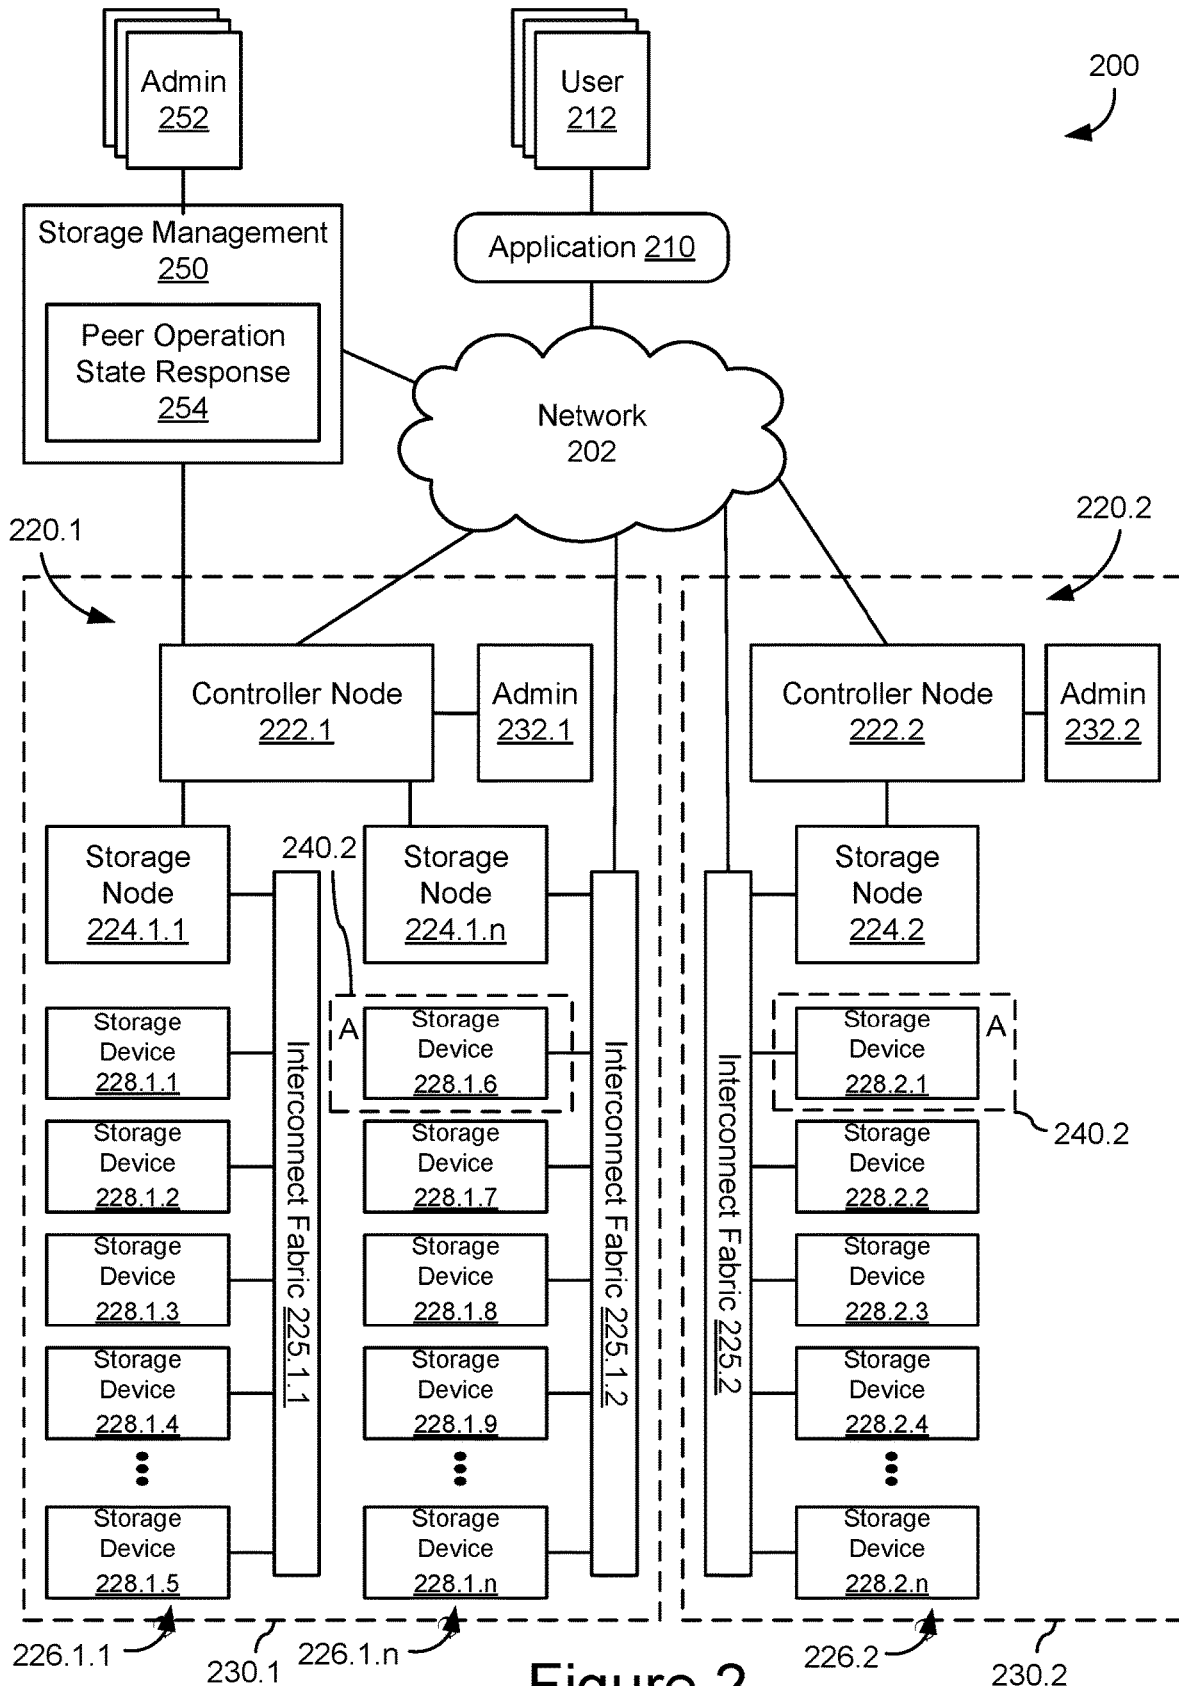 Admin
252
User
212
200
Storage Management
250
Application 210
Peer Operation
State Response
254
Network
202
220.1
220.2
Controller Node
222.1
Admin
232.1
Controller Node
222.2
Admin
232.2
Storage
Node
224.1.1
240.2
Storage
Node
224.1.n
Storage
Node
224.2
Interconnect Fabric 225.1.1
Interconnect Fabric 225.1.2
Interconnect Fabric 225.2
Storage
Device
228.1.1
A
Storage
Device
228.1.6
Storage
Device
228.2.1
A
240.2
Storage
Device
228.1.2
Storage
Device
228.1.7
Storage
Device
228.2.2
Storage
Device
228.1.3
Storage
Device
228.1.8
Storage
Device
228.2.3
Storage
Device
228.1.4
Storage
Device
228.1.9
Storage
Device
228.2.4
Storage
Device
228.1.5
Storage
Device
228.1.n
Storage
Device
228.2.n
226.1.1
230.1
226.1.n
226.2
230.2
Figure 2